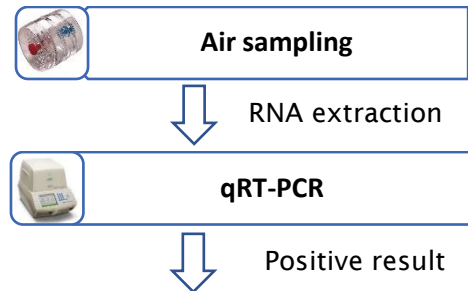 Air sampling
RNA extraction
qRT-PCR
Positive result